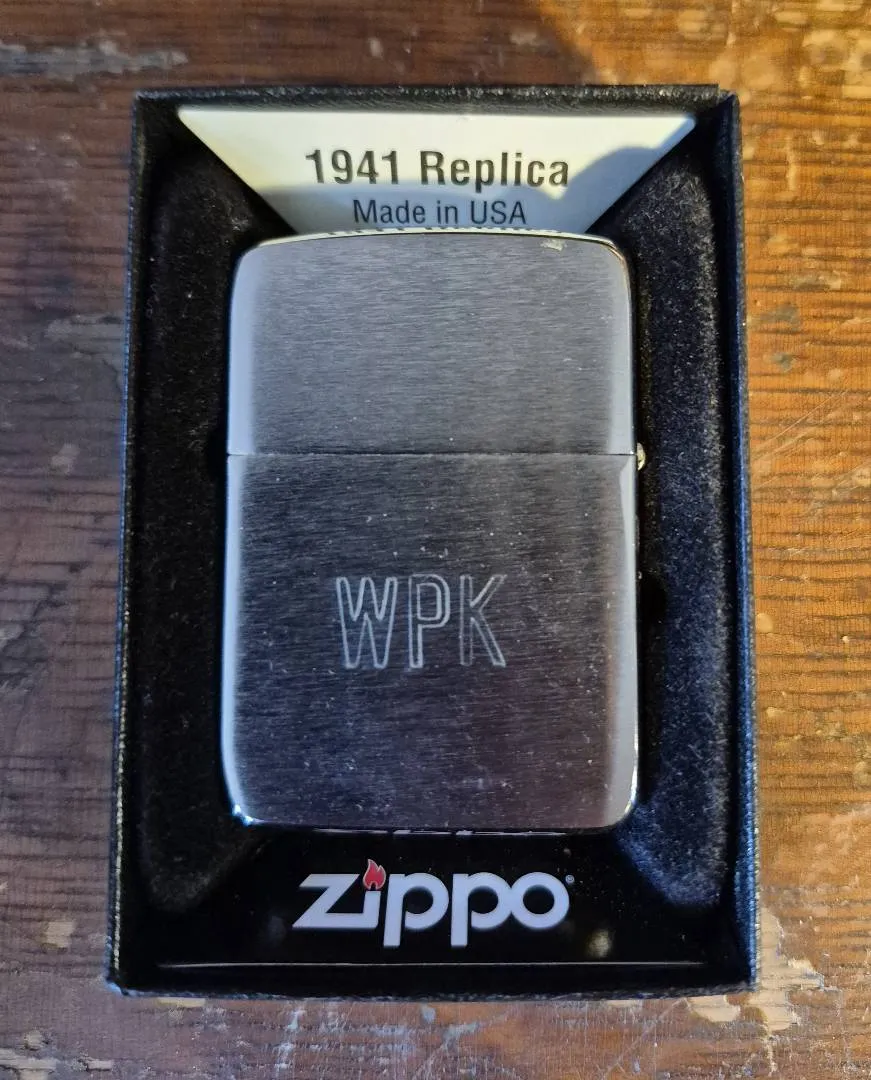 1941 Replica
Made in USA
WPK
zippo®